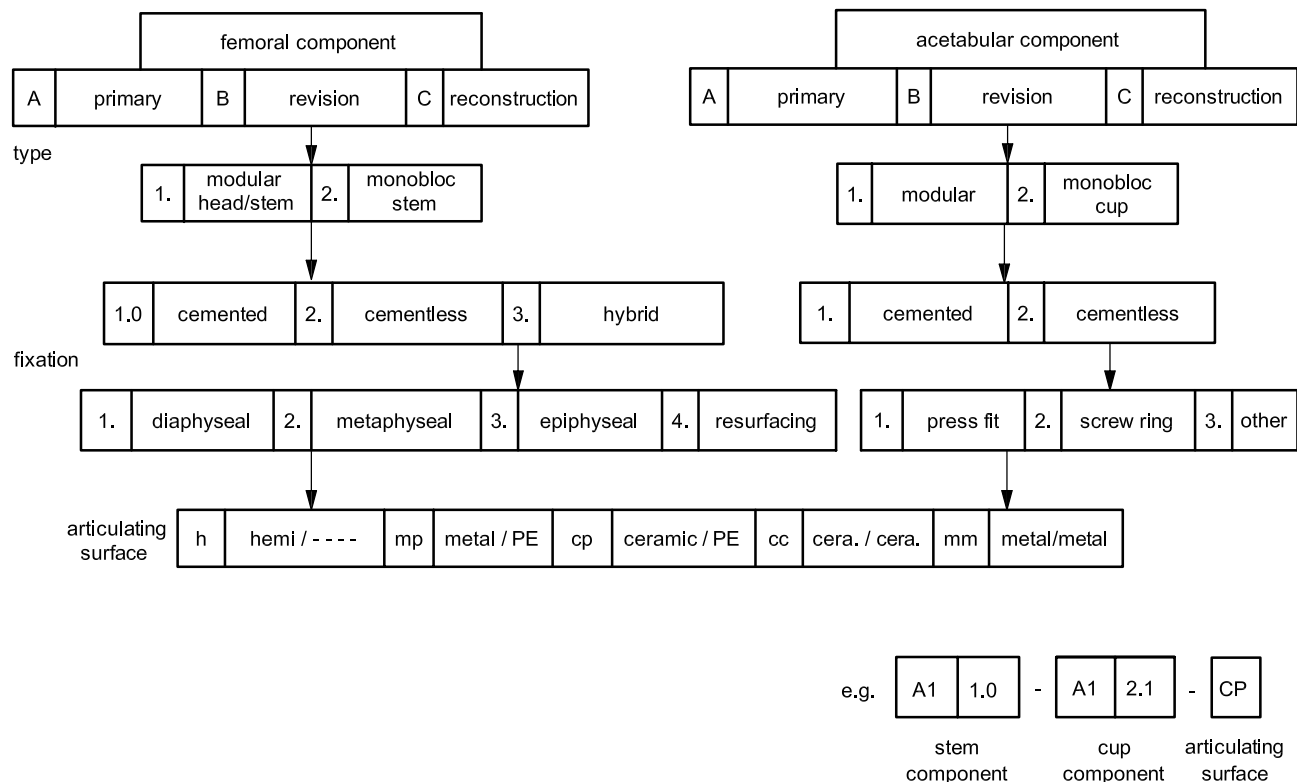 femoral component
acetabular component
A primary B revision C reconstruction
A primary B revision C reconstruction
type
1. modular head/stem 2. monobloc stem
1. modular 2. monobloc cup
1.0 cemented 2. cementless 3. hybrid
1. cemented 2. cementless
fixation
1. diaphyseal 2. metaphyseal 3. epiphyseal 4. resurfacing
1. press fit 2. screw ring 3. other
articulating surface
h hemi / - - - - mp metal / PE cp ceramic / PE cc cera. / cera. mm metal/metal
e.g. A1 1.0 - A1 2.1 - CP
stem component
cup component
articulating surface